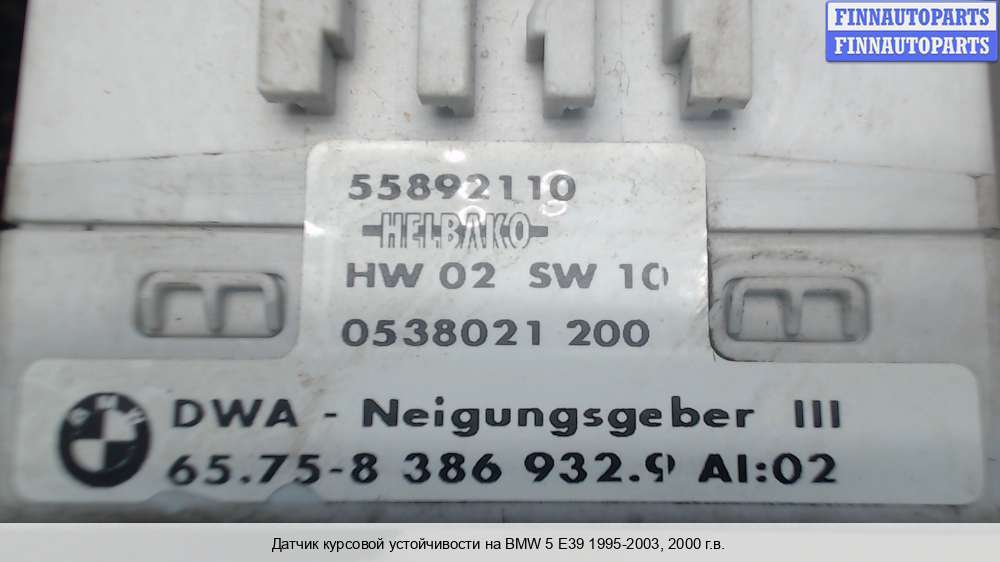 FINNAUTOPARTS
FINNAUTOPARTS
55892110
HELBAKO
HW 02 SW 10
0538021 200
BMW
DWA - Neigungsgeber III
65.75-8 386 932.9 AI:02
Датчик курсовой устойчивости на BMW 5 E39 1995-2003, 2000 г.в.